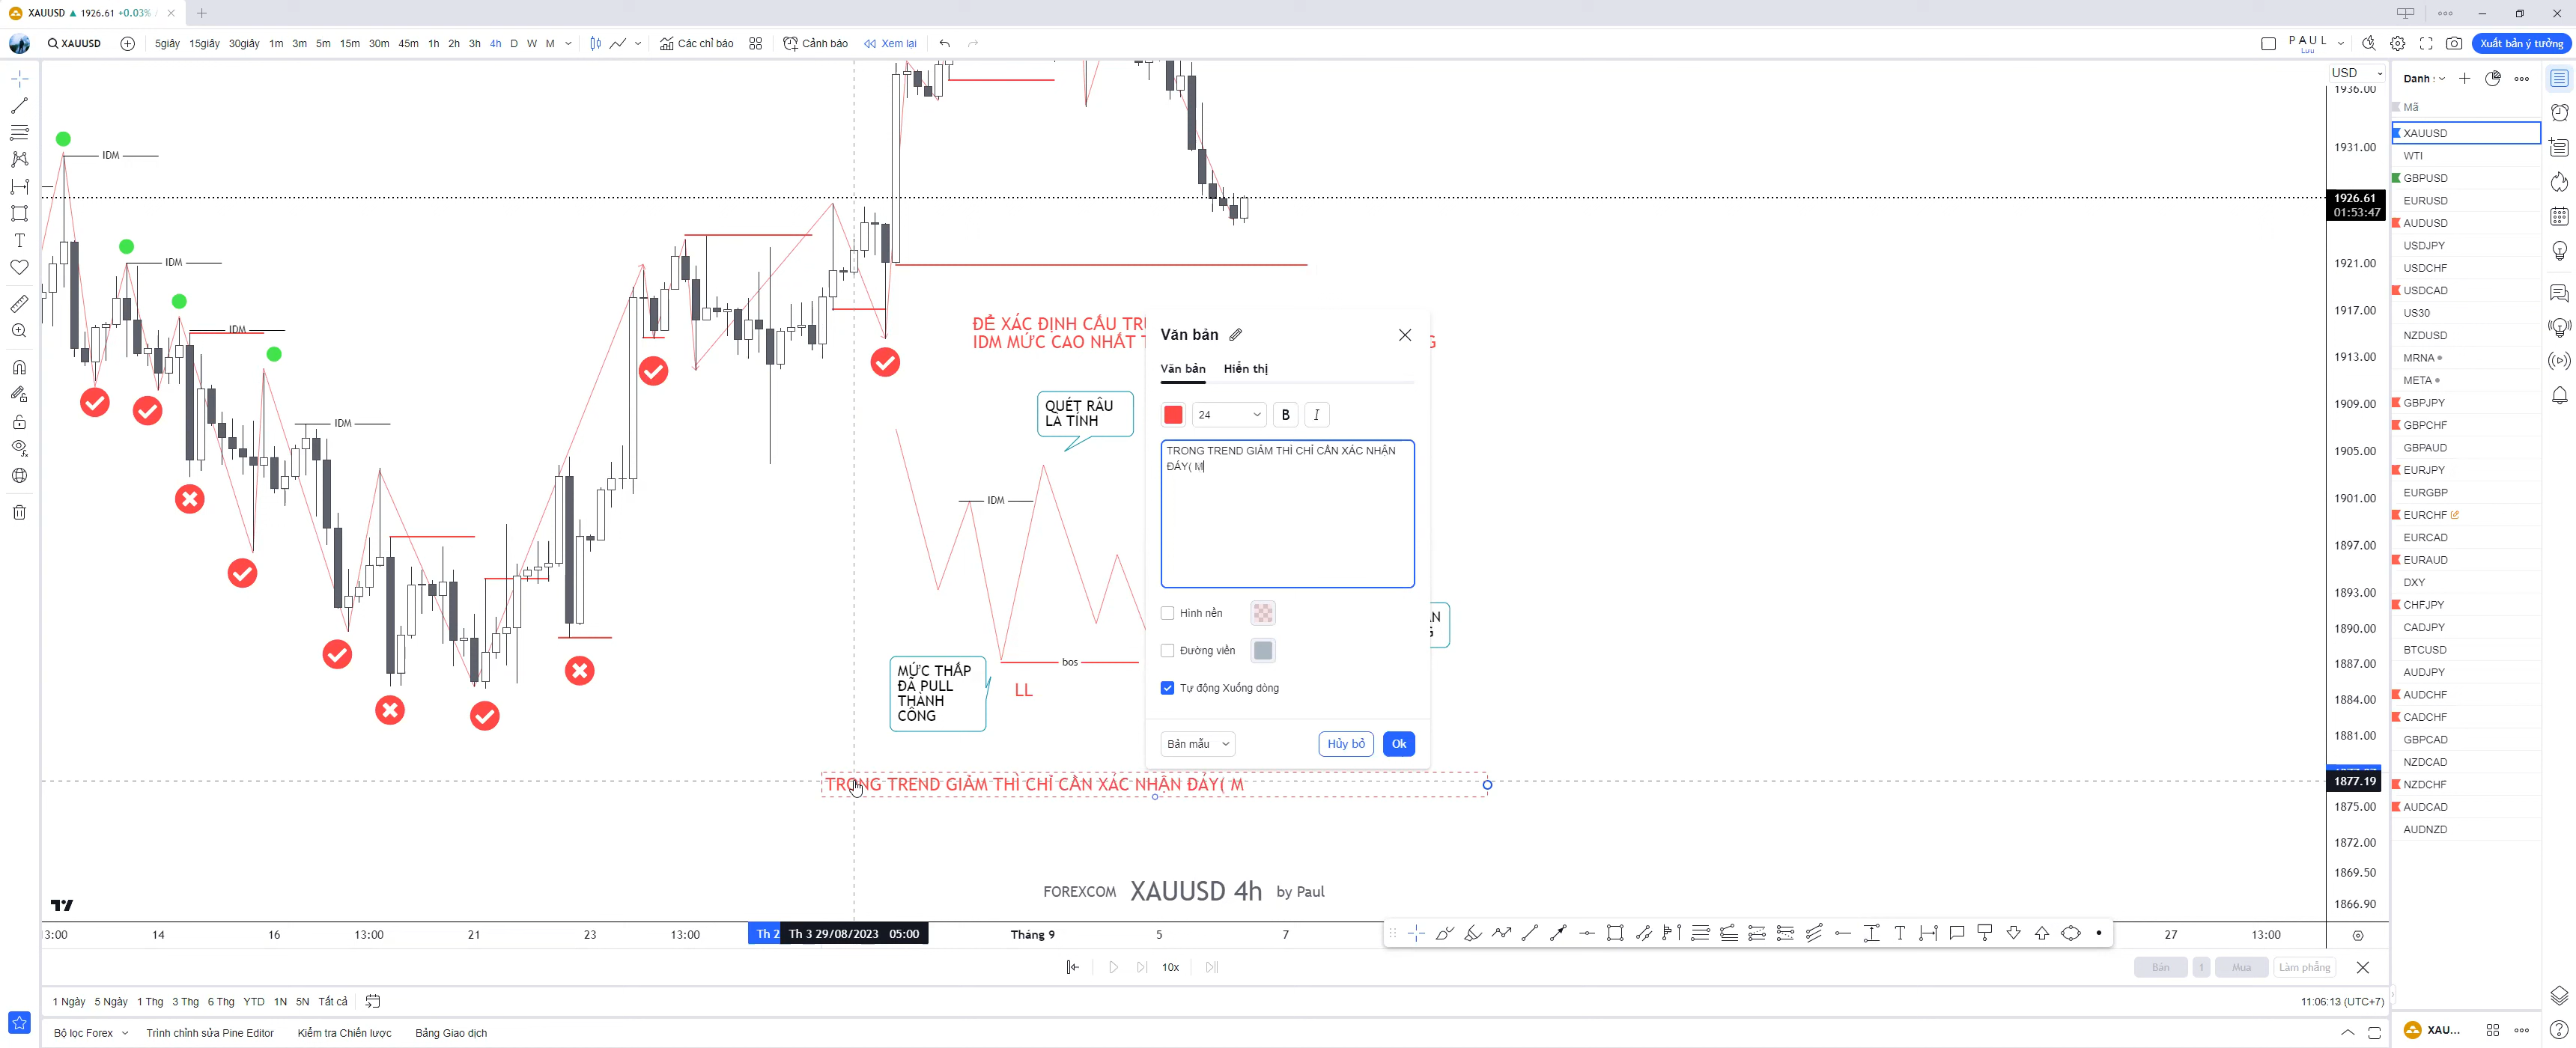 XAUUSD ▲ 1926.61 +0.03% /
XAUUSD
5giây 15giây 30giây 1m 3m 5m 15m 30m 45m 1h 2h 3h 4h D W M
Các chỉ báo
Cảnh báo
Xem lại
PAUL
Lưu
Xuất bản ý tưởng
USD
1936.00
1931.00
1926.61
01:53:47
1921.00
1917.00
1913.00
1909.00
1905.00
1901.00
1897.00
1893.00
1890.00
1887.00
1884.00
1881.00
1877.19
1875.00
1872.00
1869.50
1866.90
Danh :
Mã
XAUUSD
WTI
GBPUSD
EURUSD
AUDUSD
USDJPY
USDCHF
USDCAD
US30
NZDUSD
MRNA
META
GBPJPY
GBPCHF
GBPAUD
EURJPY
EURGBP
EURCHF
EURCAD
EURAUD
DXY
CHFJPY
CADJPY
BTCUSD
AUDJPY
AUDCHF
CADCHF
GBPCAD
NZDCAD
NZDCHF
AUDCAD
AUDNZD
XAU...
IDM
IDM
IDM
IDM
ĐỂ XÁC ĐỊNH CẤU TR
IDM MỨC CAO NHẤT
G
QUÉT RÂU
LÀ TÍNH
IDM
bos
LL
MỨC THẤP
ĐÃ PULL
THÀNH
CÔNG
Văn bản
Văn bản Hiển thị
24 B I
TRONG TREND GIẢM THÌ CHỈ CẦN XÁC NHẬN
ĐÁY( M
Hình nền
Đường viền
Tự động Xuống dòng
Bản mẫu
Hủy bỏ
Ok
TRONG TREND GIẢM THÌ CHỈ CẦN XÁC NHẬN ĐÁY( M
FOREXCOM XAUUSD 4h by Paul
13:00 14 16 13:00 21 23 13:00 Th 2 Th 3 29/08/2023 05:00 Tháng 9 5 7 27 13:00
10x
Bán 1 Mua Làm phẳng
1 Ngày 5 Ngày 1 Thg 3 Thg 6 Thg YTD 1N 5N Tất cả
11:06:13 (UTC+7)
Bộ lọc Forex Trình chỉnh sửa Pine Editor Kiểm tra Chiến lược Bảng Giao dịch